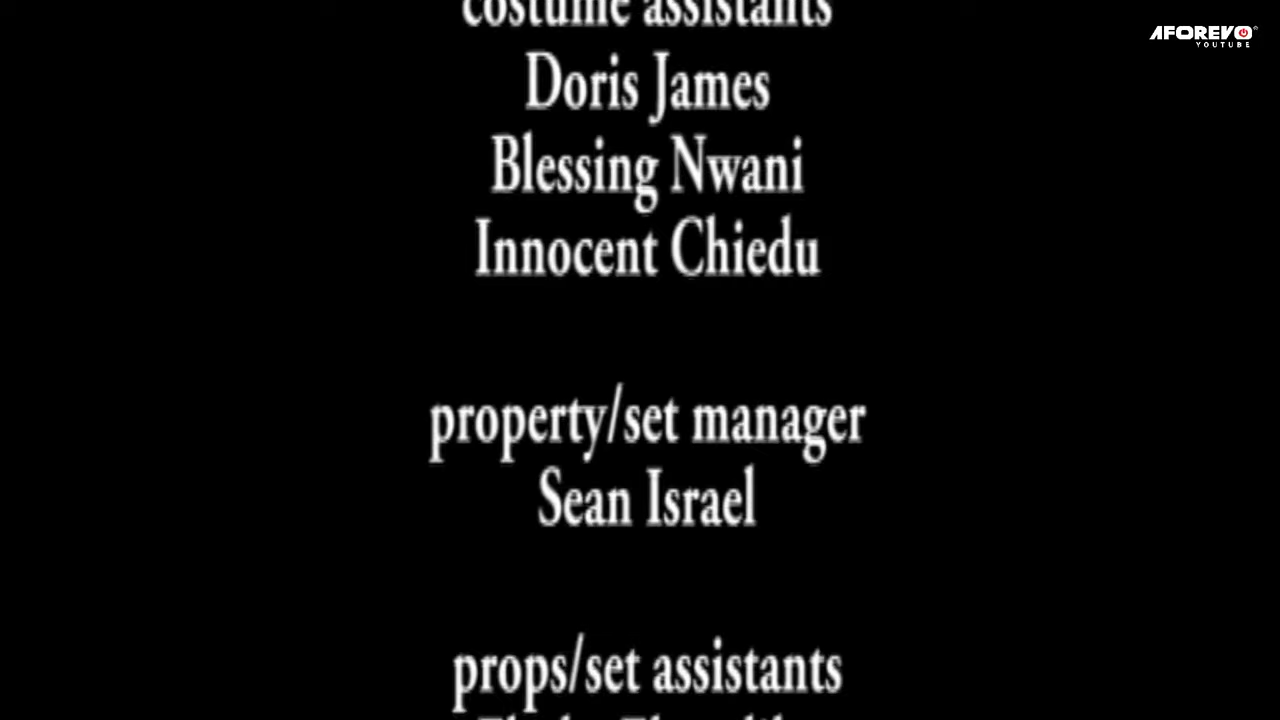 costume assistants
AFOREVO
YOUTUBE
Doris James
Blessing Nwani
Innocent Chiedu
property/set manager
Sean Israel
props/set assistants